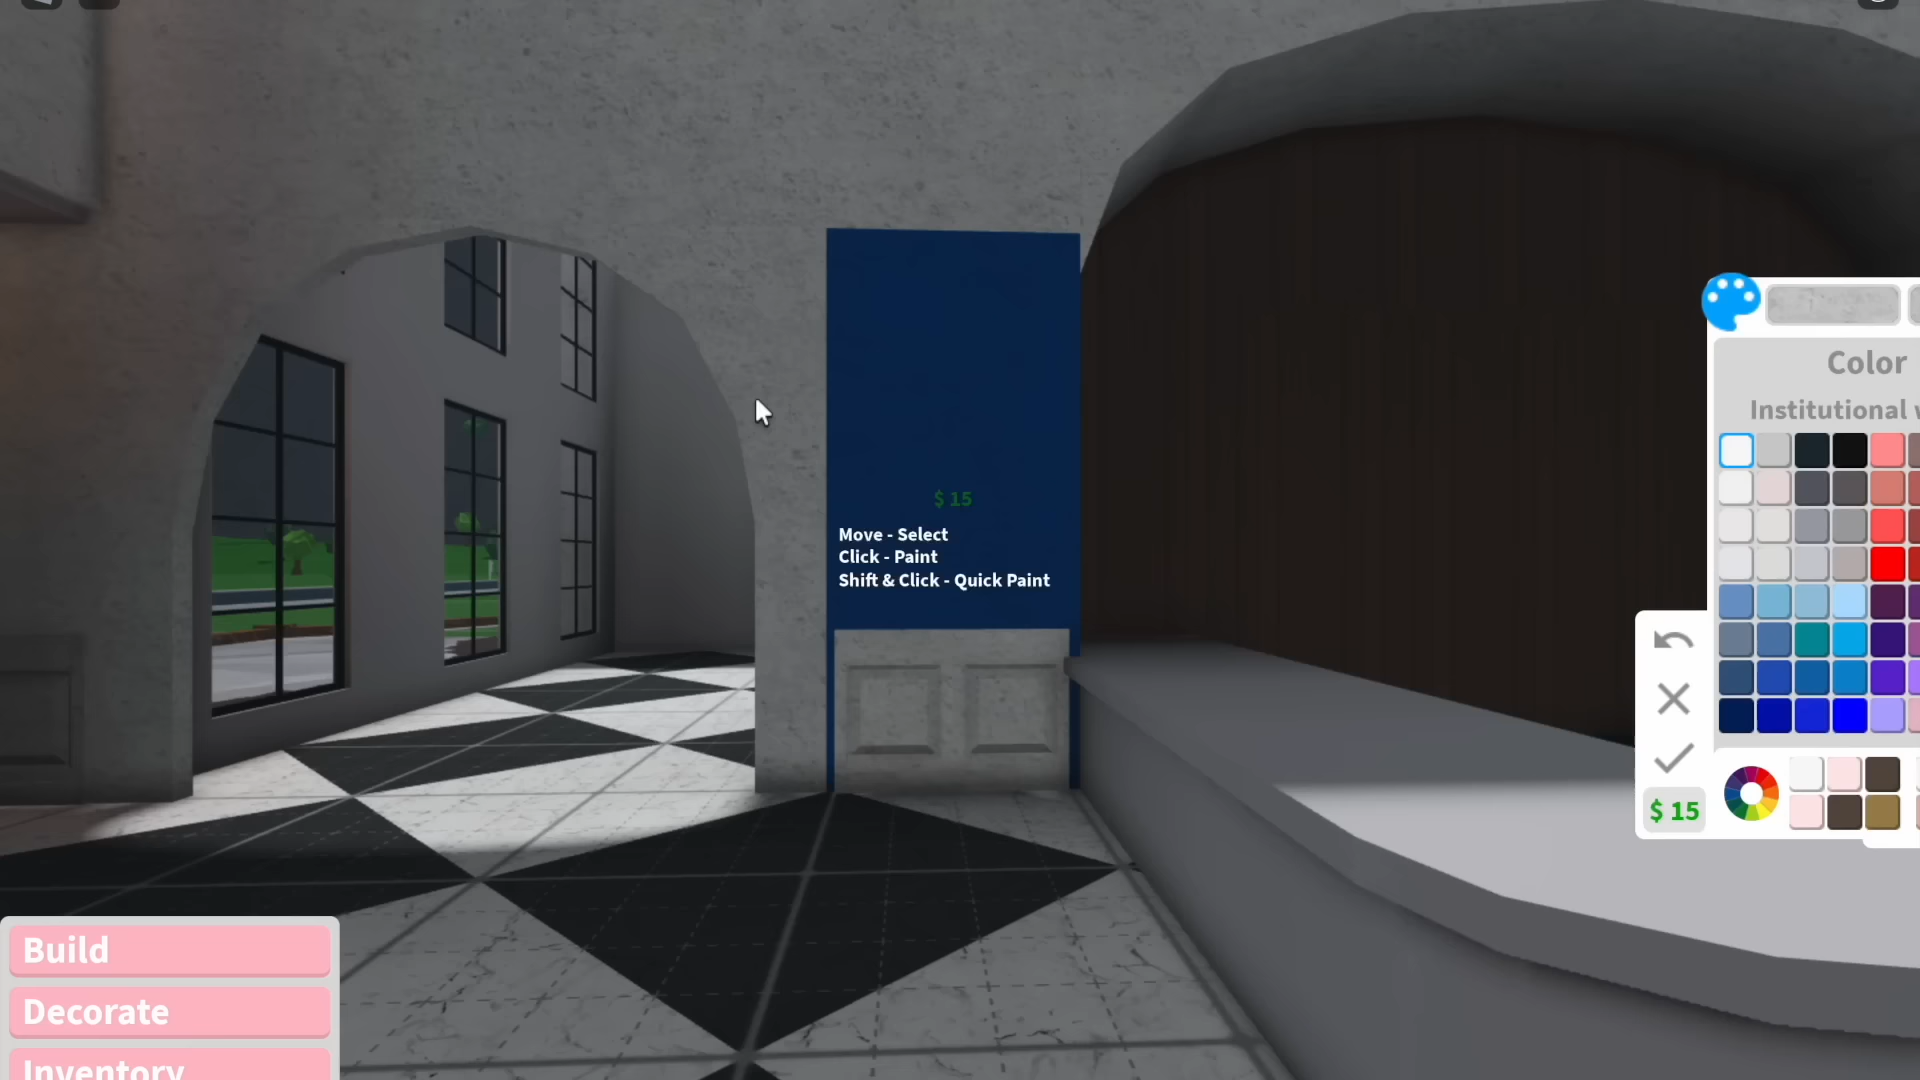 Color
Institutional w
$ 15
Move - Select
Click - Paint
Shift & Click - Quick Paint
$ 15
Build
Decorate
Inventory